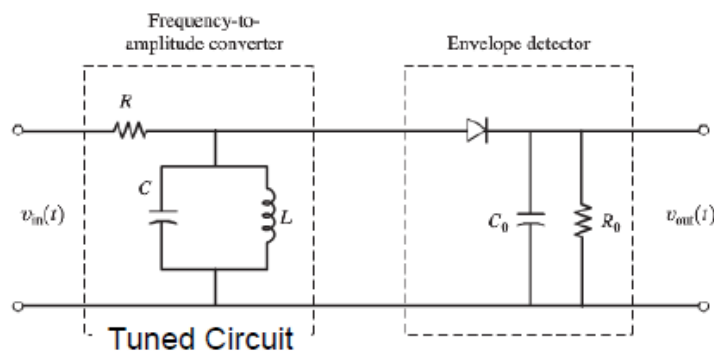 Frequency-to-
amplitude converter
Envelope detector
R
C
L
v_in(t)
C_0
R_0
v_out(t)
Tuned Circuit